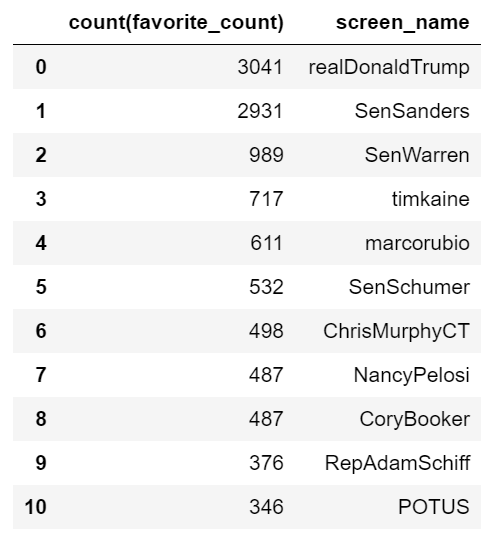 count(favorite_count) screen_name
0 3041 realDonaldTrump
1 2931 SenSanders
2 989 SenWarren
3 717 timkaine
4 611 marcorubio
5 532 SenSchumer
6 498 ChrisMurphyCT
7 487 NancyPelosi
8 487 CoryBooker
9 376 RepAdamSchiff
10 346 POTUS